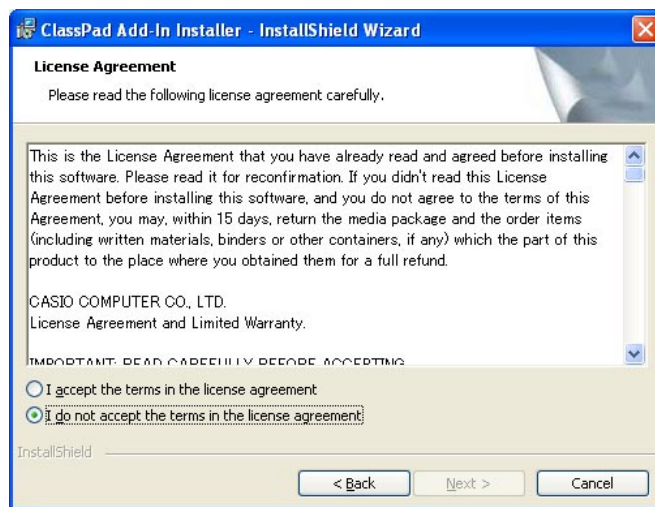 ClassPad Add-In Installer - InstallShield Wizard
License Agreement
Please read the following license agreement carefully.
This is the License Agreement that you have already read and agreed before installing
this software. Please read it for reconfirmation. If you didn't read this License
Agreement before installing this software, and you do not agree to the terms of this
Agreement, you may, within 15 days, return the media package and the order items
(including written materials, binders or other containers, if any) which the part of this
product to the place where you obtained them for a full refund.
CASIO COMPUTER CO., LTD.
License Agreement and Limited Warranty.
IMPORTANT: READ CAREFULLY BEFORE ACCEPTING
I accept the terms in the license agreement
I do not accept the terms in the license agreement
InstallShield
< Back
Next >
Cancel